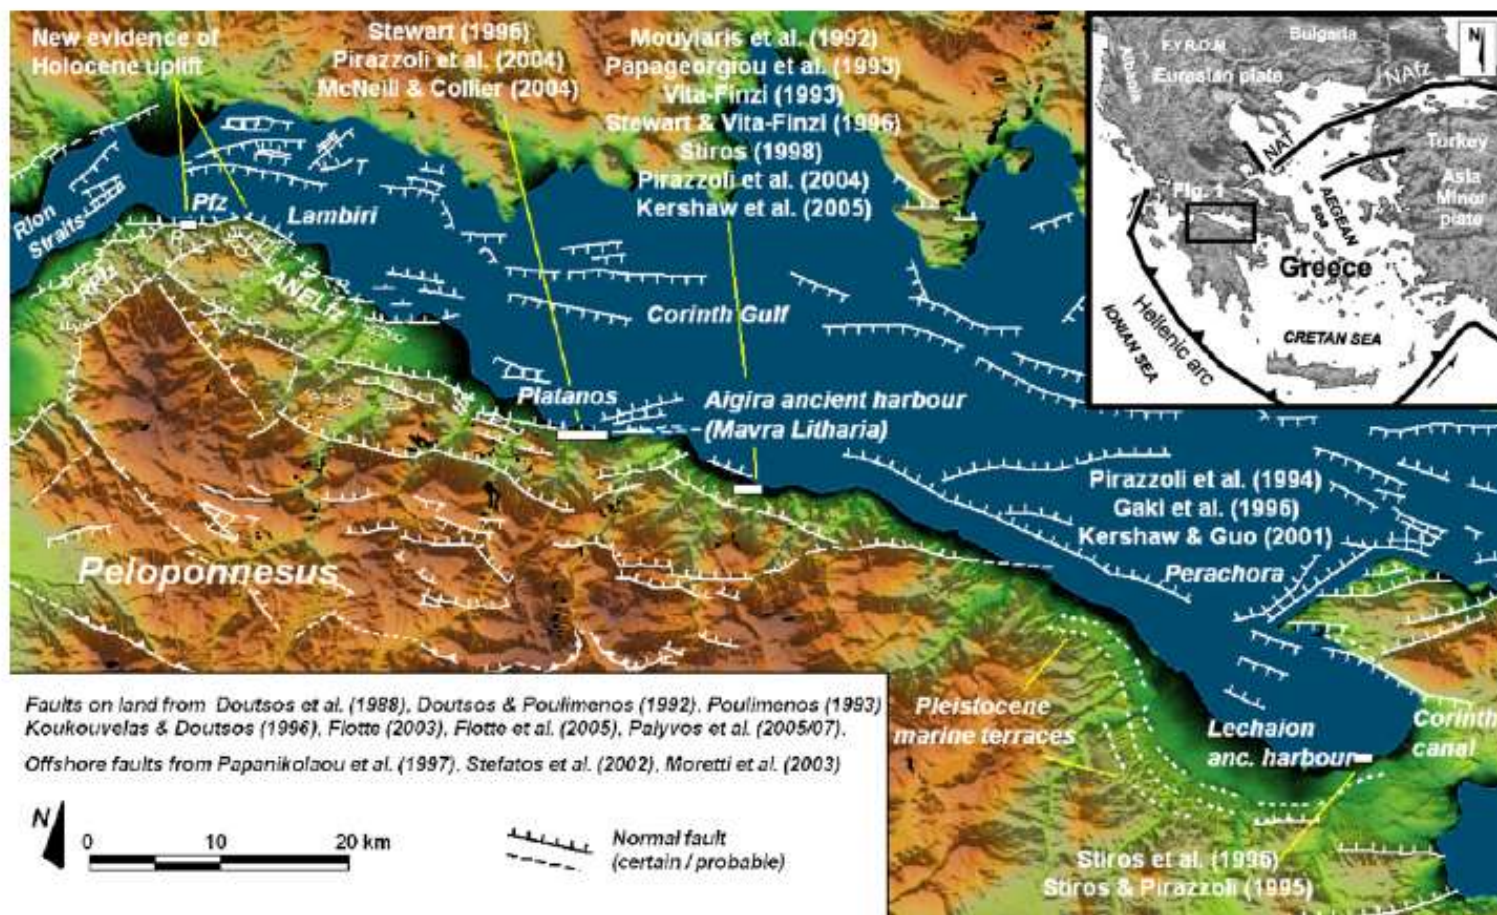 New evidence of
Holocene uplift
Stewart (1996)
Pirazzoli et al. (2004)
McNeill & Collier (2004)
Mouyiaris et al. (1992)
Papageorgiou et al. (1993)
Vita-Finzi (1993)
Stewart & Vita-Finzi (1996)
Stiros (1998)
Pirazzoli et al. (2004)
Kershaw et al. (2005)
Albania
F.Y.R.O.M.
Bulgaria
N
Eurasian plate
NAfz
NAT
Turkey
Asia
Minor
plate
Fig. 1
AEGEAN
Sea
Greece
IONIAN SEA
Hellenic arc
CRETAN SEA
Rion
Straits
Pfz
Lambiri
ANELFZ
Corinth Gulf
Platanos
Aigira ancient harbour
(Mavra Litharia)
Pirazzoli et al. (1994)
Gaki et al. (1996)
Kershaw & Guo (2001)
Perachora
Peloponnesus
Pleistocene
marine terraces
Lechaion
anc. harbour
Corinth
canal
Stiros et al. (1996)
Stiros & Pirazzoli (1995)
Faults on land from Doutsos et al. (1988), Doutsos & Poulimenos (1992), Poulimenos (1993)
Koukouvelas & Doutsos (1996), Flotte (2003), Flotte et al. (2005), Palyvos et al. (2005/07).
Offshore faults from Papanikolaou et al. (1997), Stefatos et al. (2002), Moretti et al. (2003)
N
0 10 20 km
Normal fault
(certain / probable)